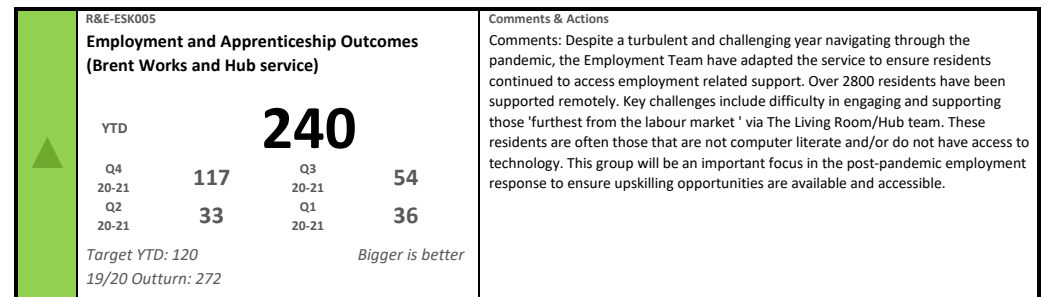 R&E-ESK005
Employment and Apprenticeship Outcomes
(Brent Works and Hub service)
YTD 240
Q4
20-21 117 Q3
20-21 54
Q2
20-21 33 Q1
20-21 36
Target YTD: 120 Bigger is better
19/20 Outturn: 272
Comments & Actions
Comments: Despite a turbulent and challenging year navigating through the
pandemic, the Employment Team have adapted the service to ensure residents
continued to access employment related support. Over 2800 residents have been
supported remotely. Key challenges include difficulty in engaging and supporting
those 'furthest from the labour market ' via The Living Room/Hub team. These
residents are often those that are not computer literate and/or do not have access to
technology. This group will be an important focus in the post-pandemic employment
response to ensure upskilling opportunities are available and accessible.